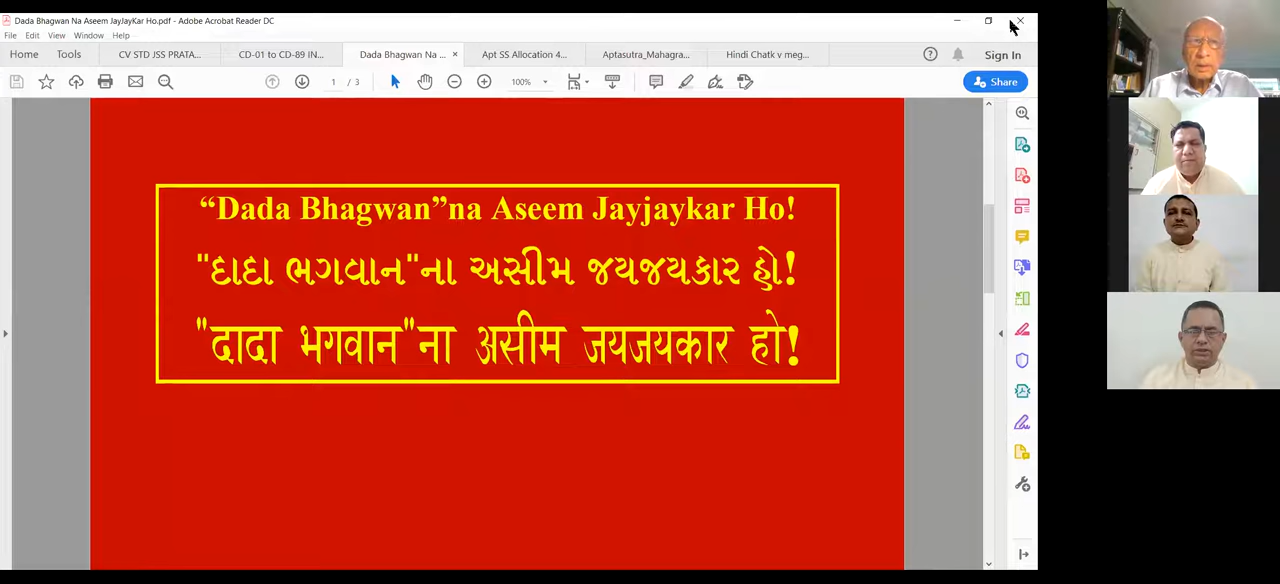 Dada Bhagwan Na Aseem JayJayKar Ho.pdf - Adobe Acrobat Reader DC
File Edit View Window Help
Home Tools CV STD JSS PRATA... CD-01 to CD-89 IN... Dada Bhagwan Na ... × Apt SS Allocation 4... Aptasutra_Mahagra... Hindi Chatk v meg... Sign In
1 / 3 100% Share
“Dada Bhagwan”na Aseem Jayjaykar Ho!
"દાદા ભગવાન"ના અસીમ જયજયકાર હો!
"दादा भगवान"ना असीम जयजयकार हो!